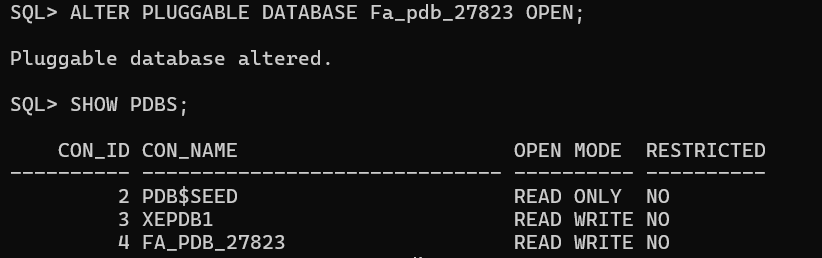 SQL> ALTER PLUGGABLE DATABASE Fa_pdb_27823 OPEN;
Pluggable database altered.
SQL> SHOW PDBS;
    CON_ID CON_NAME                       OPEN MODE  RESTRICTED
---------- ------------------------------ ---------- ----------
         2 PDB$SEED                       READ ONLY  NO
         3 XEPDB1                         READ WRITE NO
         4 FA_PDB_27823                   READ WRITE NO